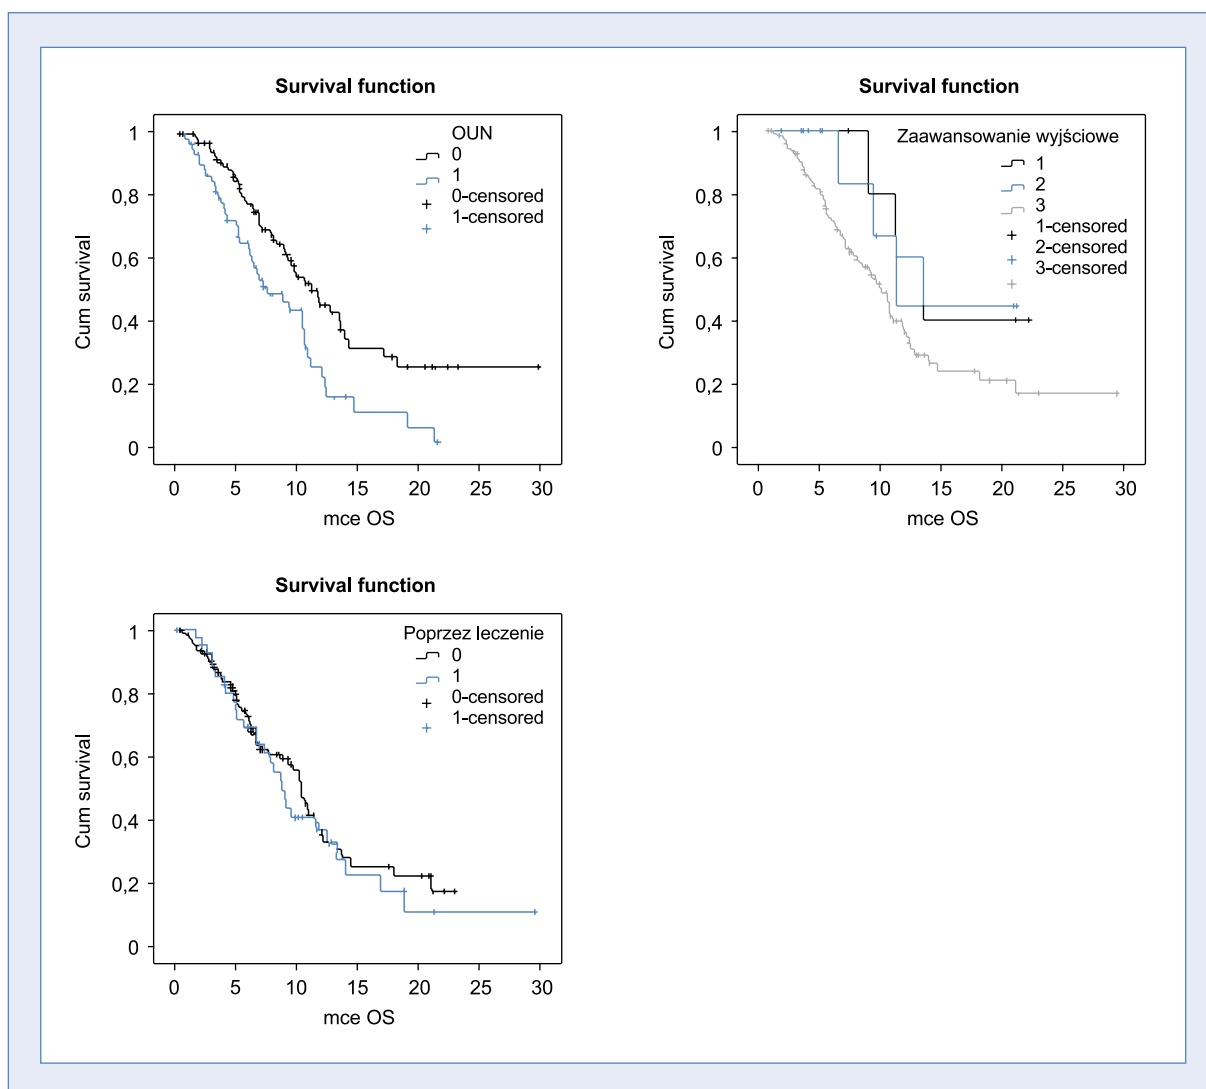 Survival function
Cum survival
1
0,8
0,6
0,4
0,2
0
OUN
0
1
0-censored
1-censored
0 5 10 15 20 25 30
mce OS
Survival function
Cum survival
1
0,8
0,6
0,4
0,2
0
Zaawansowanie wyjściowe
1
2
3
1-censored
2-censored
3-censored
0 5 10 15 20 25 30
mce OS
Survival function
Cum survival
1
0,8
0,6
0,4
0,2
0
Poprzez leczenie
0
1
0-censored
1-censored
0 5 10 15 20 25 30
mce OS